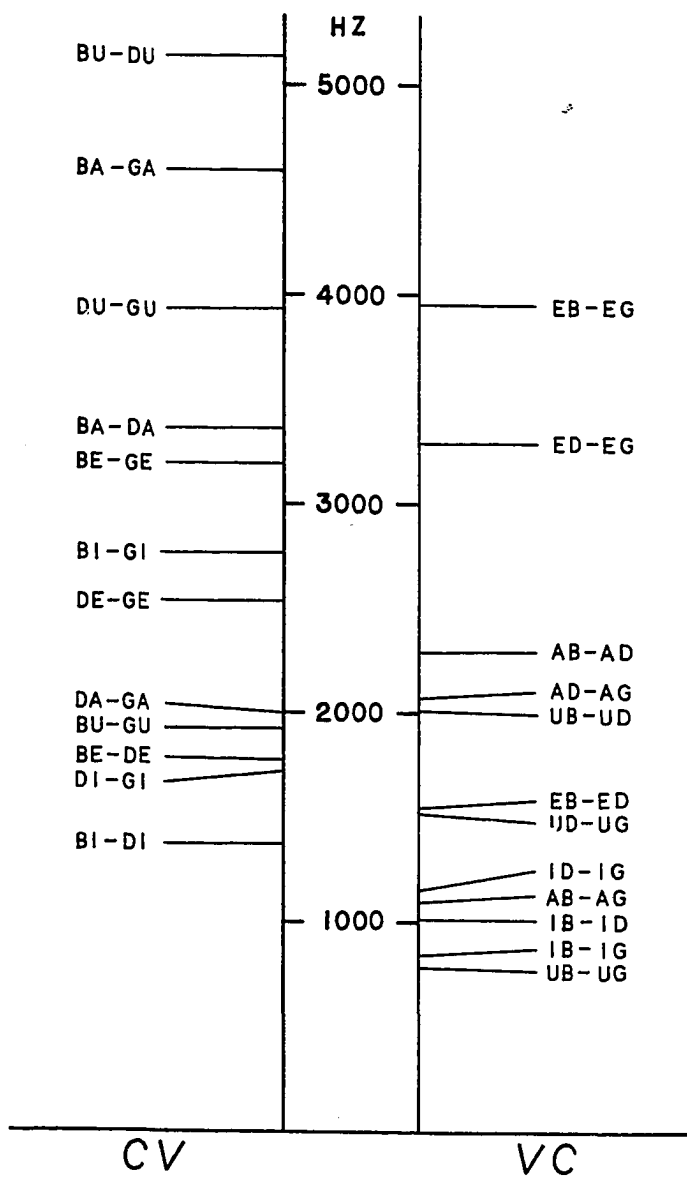 HZ
BU-DU
5000
BA-GA
4000
DU-GU
EB-EG
BA-DA
ED-EG
BE-GE
3000
BI-GI
DE-GE
AB-AD
DA-GA
AD-AG
2000
UB-UD
BU-GU
BE-DE
DI-GI
EB-ED
UD-UG
BI-DI
ID-IG
AB-AG
1000
IB-ID
IB-IG
UB-UG
CV
VC